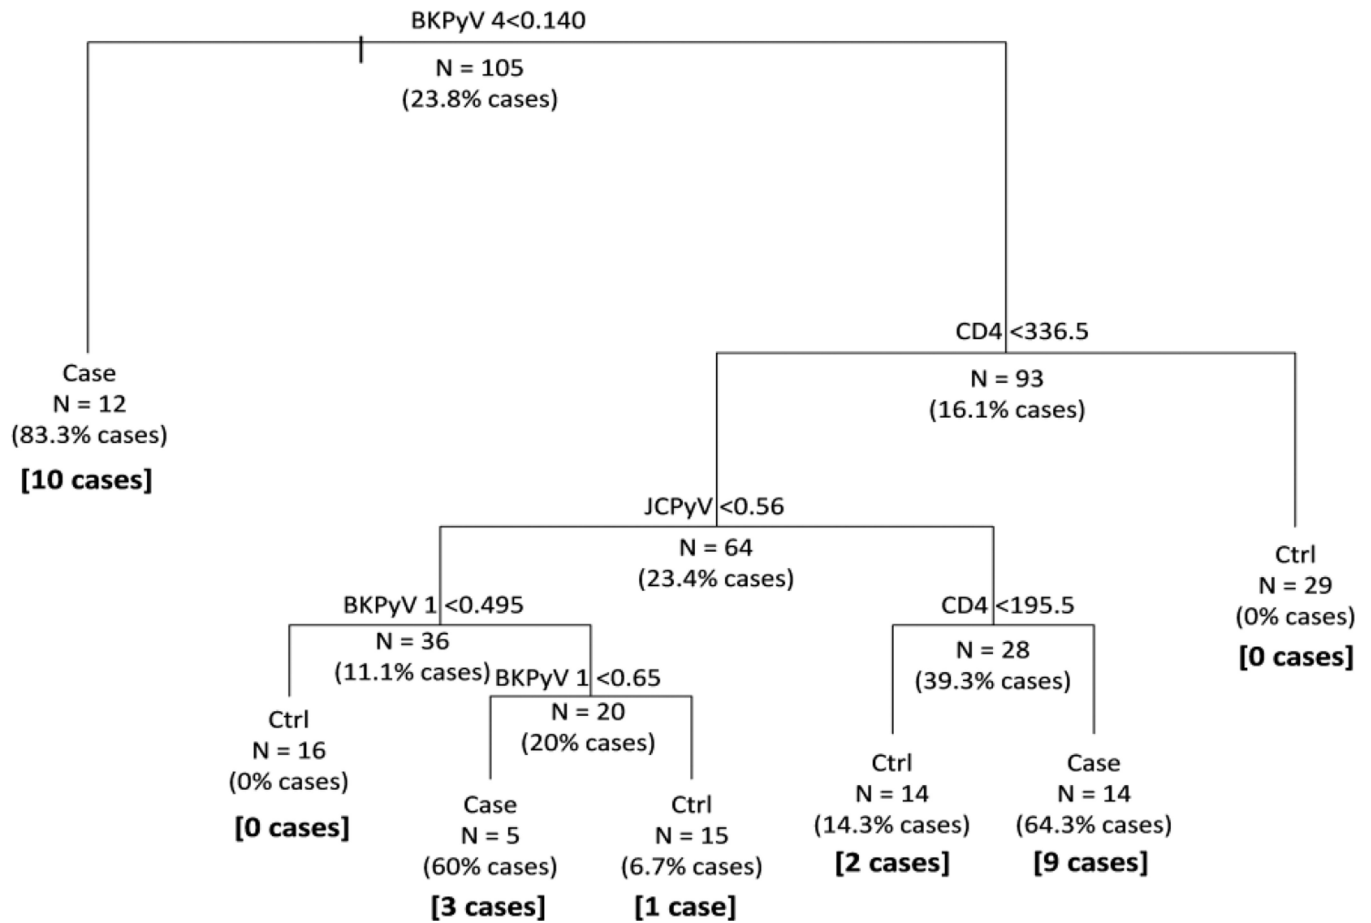 BKPyV 4<0.140
N = 105
(23.8% cases)
CD4 <336.5
N = 93
(16.1% cases)
Case
N = 12
(83.3% cases)
[10 cases]
JCPyV <0.56
N = 64
(23.4% cases)
Ctrl
N = 29
(0% cases)
[0 cases]
BKPyV 1 <0.495
N = 36
(11.1% cases)
CD4 <195.5
N = 28
(39.3% cases)
BKPyV 1 <0.65
N = 20
(20% cases)
Ctrl
N = 16
(0% cases)
[0 cases]
Case
N = 5
(60% cases)
[3 cases]
Ctrl
N = 15
(6.7% cases)
[1 case]
Ctrl
N = 14
(14.3% cases)
[2 cases]
Case
N = 14
(64.3% cases)
[9 cases]